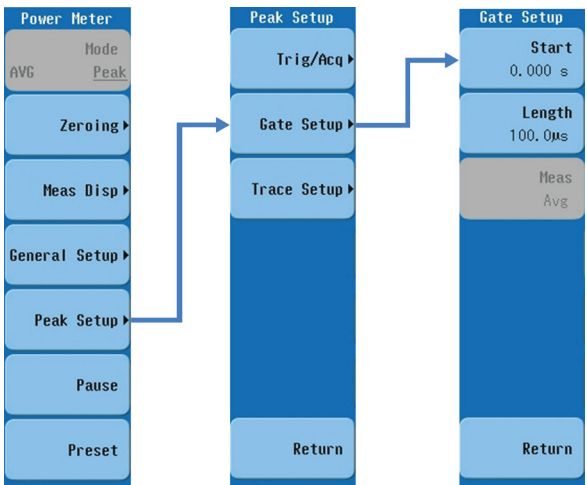 Power Meter
Mode
AVG Peak
Zeroing
Meas Disp
General Setup
Peak Setup
Pause
Preset
Peak Setup
Trig/Acq
Gate Setup
Trace Setup
Return
Gate Setup
Start
0.000 s
Length
100.0µs
Meas
Avg
Return